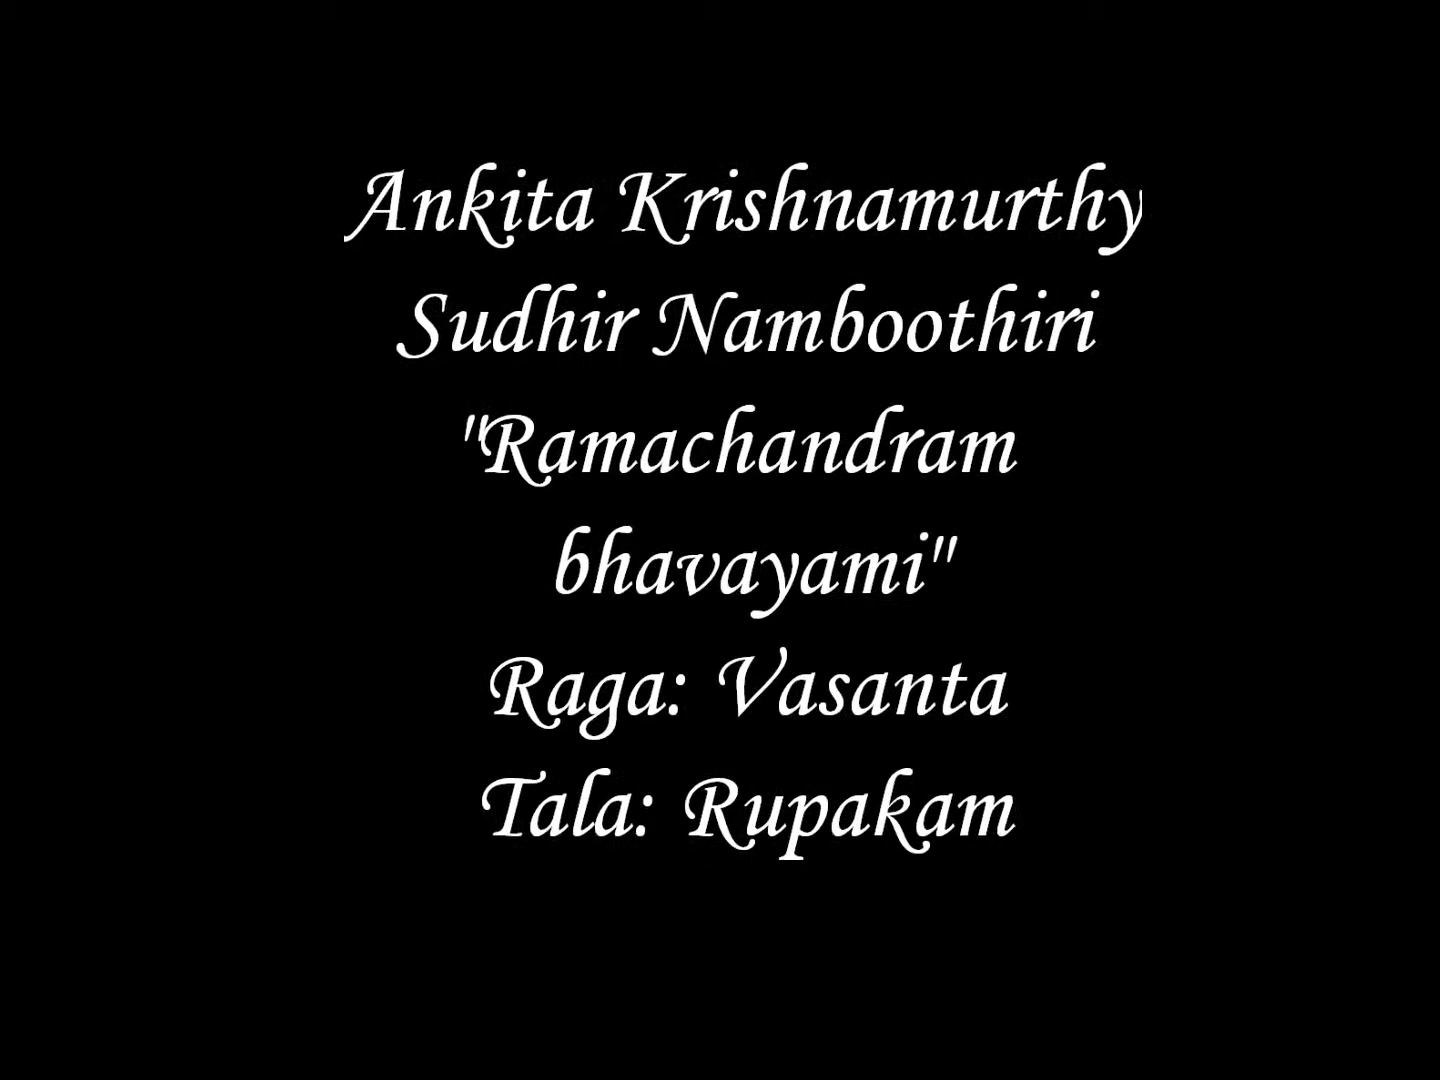 Ankita Krishnamurthy
Sudhir Namboothiri
"Ramachandram
bhavayami"
Raga: Vasanta
Tala: Rupakam